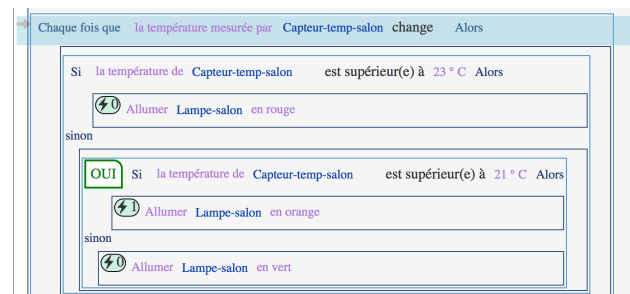 Chaque fois que la température mesurée par Capteur-temp-salon change Alors
Si la température de Capteur-temp-salon est supérieur(e) à 23 ° C Alors
0 Allumer Lampe-salon en rouge
sinon
OUI Si la température de Capteur-temp-salon est supérieur(e) à 21 ° C Alors
1 Allumer Lampe-salon en orange
sinon
0 Allumer Lampe-salon en vert